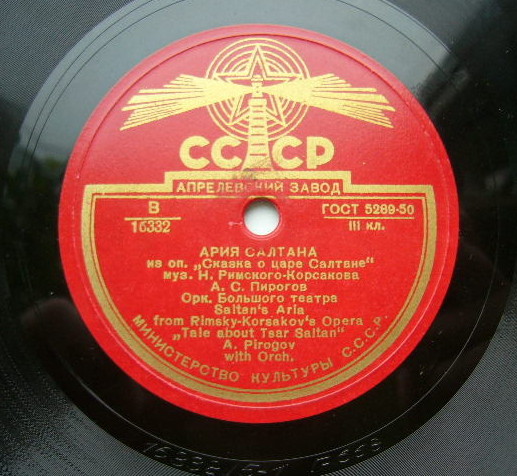 СССР
АПРЕЛЕВСКИЙ ЗАВОД
В
16332
ГОСТ 5289-50
III кл.
АРИЯ САЛТАНА
из оп. „Сказка о царе Салтане"
муз. Н. Римского-Корсакова
А. С. Пирогов
Орк. Большого театра
Saltan's Aria
from Rimsky-Korsakov's Opera
„Tale about Tsar Saltan"
A. Pirogov
with Orch.
МИНИСТЕРСТВО КУЛЬТУРЫ С.С.С.Р.